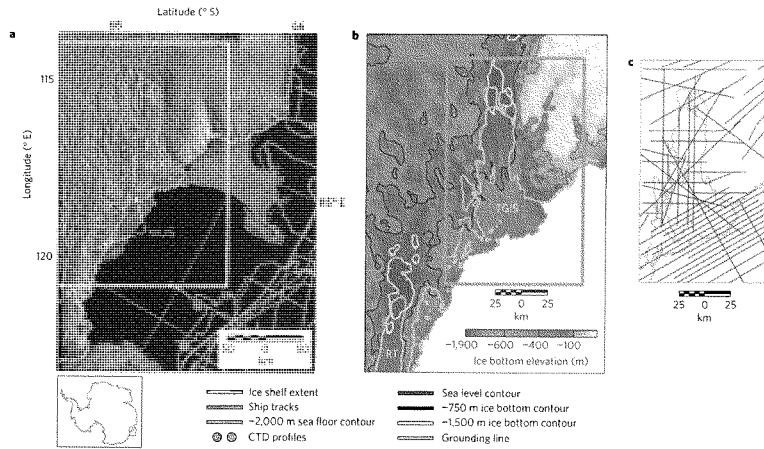 Latitude (° S)
a
b
c
115
120
Longitude (° E)
TGIS
RT
25 0 25
km
25 0 25
km
-1,900 -600 -400 -100
Ice bottom elevation (m)
Ice shelf extent
Ship tracks
-2,000 m sea floor contour
CTD profiles
Sea level contour
-750 m ice bottom contour
-1,500 m ice bottom contour
Grounding line